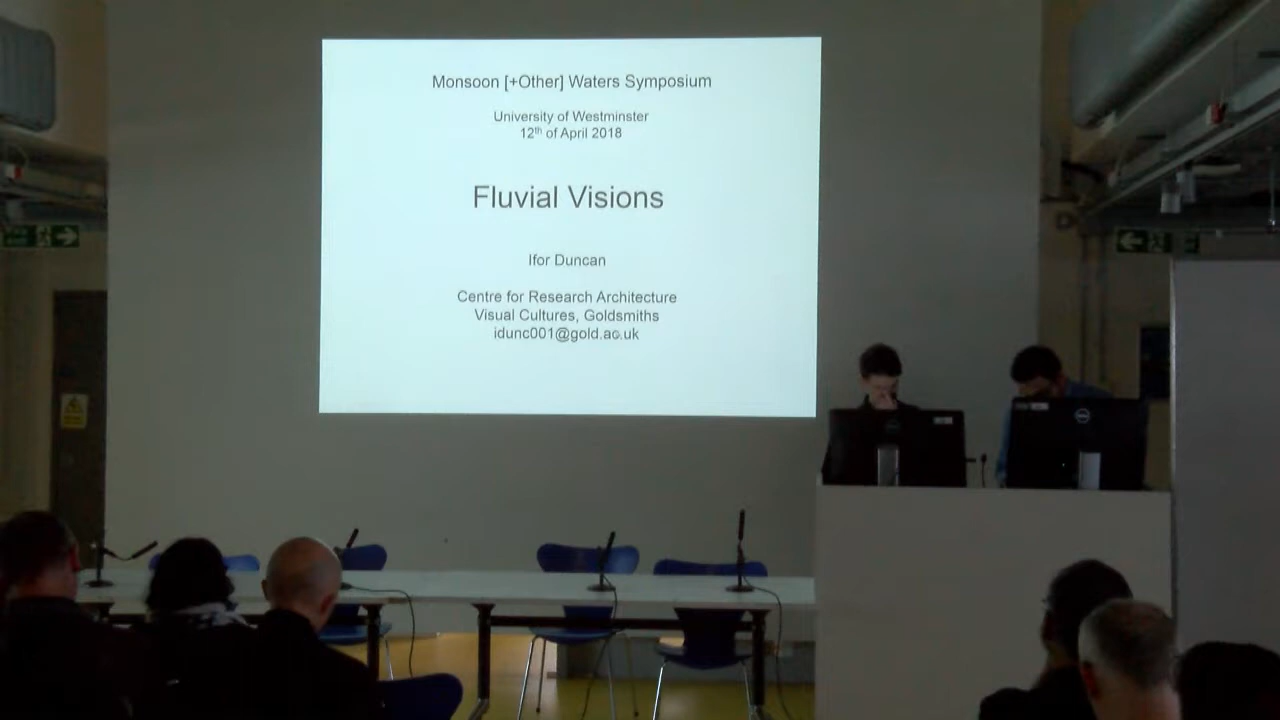 Monsoon [+Other] Waters Symposium
University of Westminster
12th of April 2018
Fluvial Visions
Ifor Duncan
Centre for Research Architecture
Visual Cultures, Goldsmiths
idunc001@gold.ac.uk